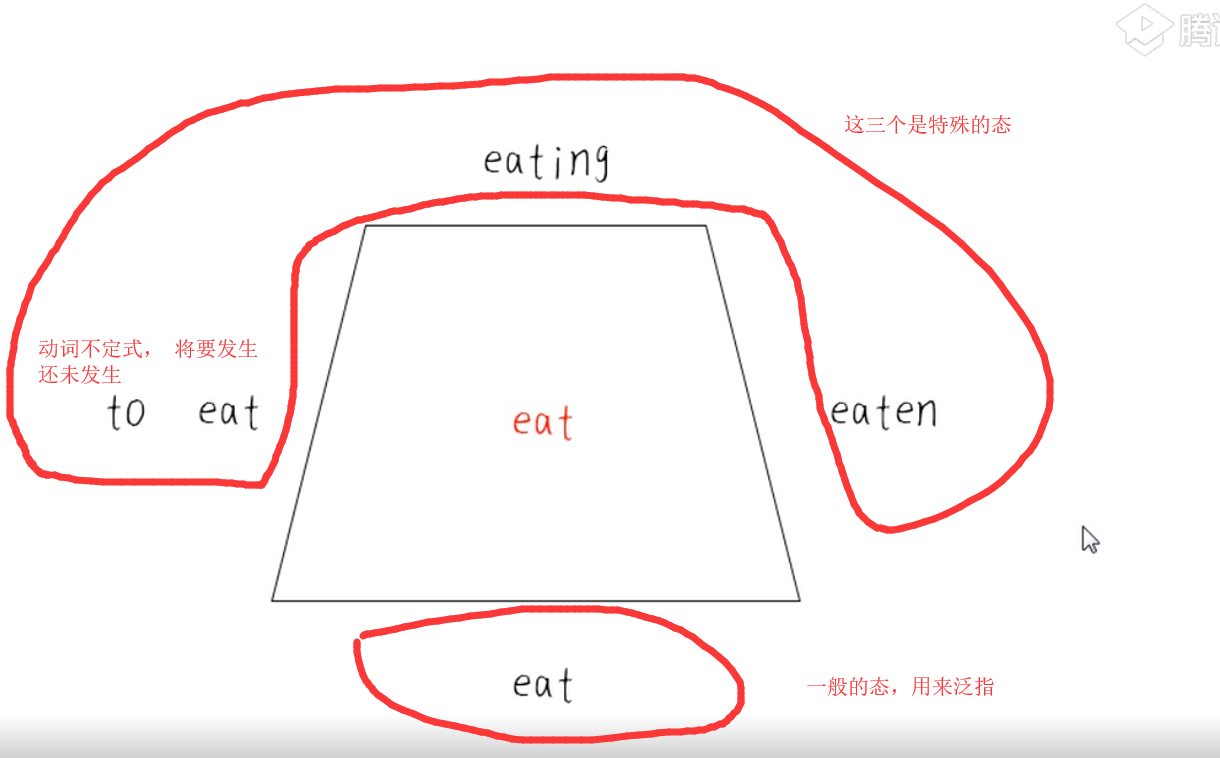 腾
这三个是特殊的态
eating
动词不定式， 将要发生
还未发生
to eat
eat
eaten
eat
一般的态，用来泛指